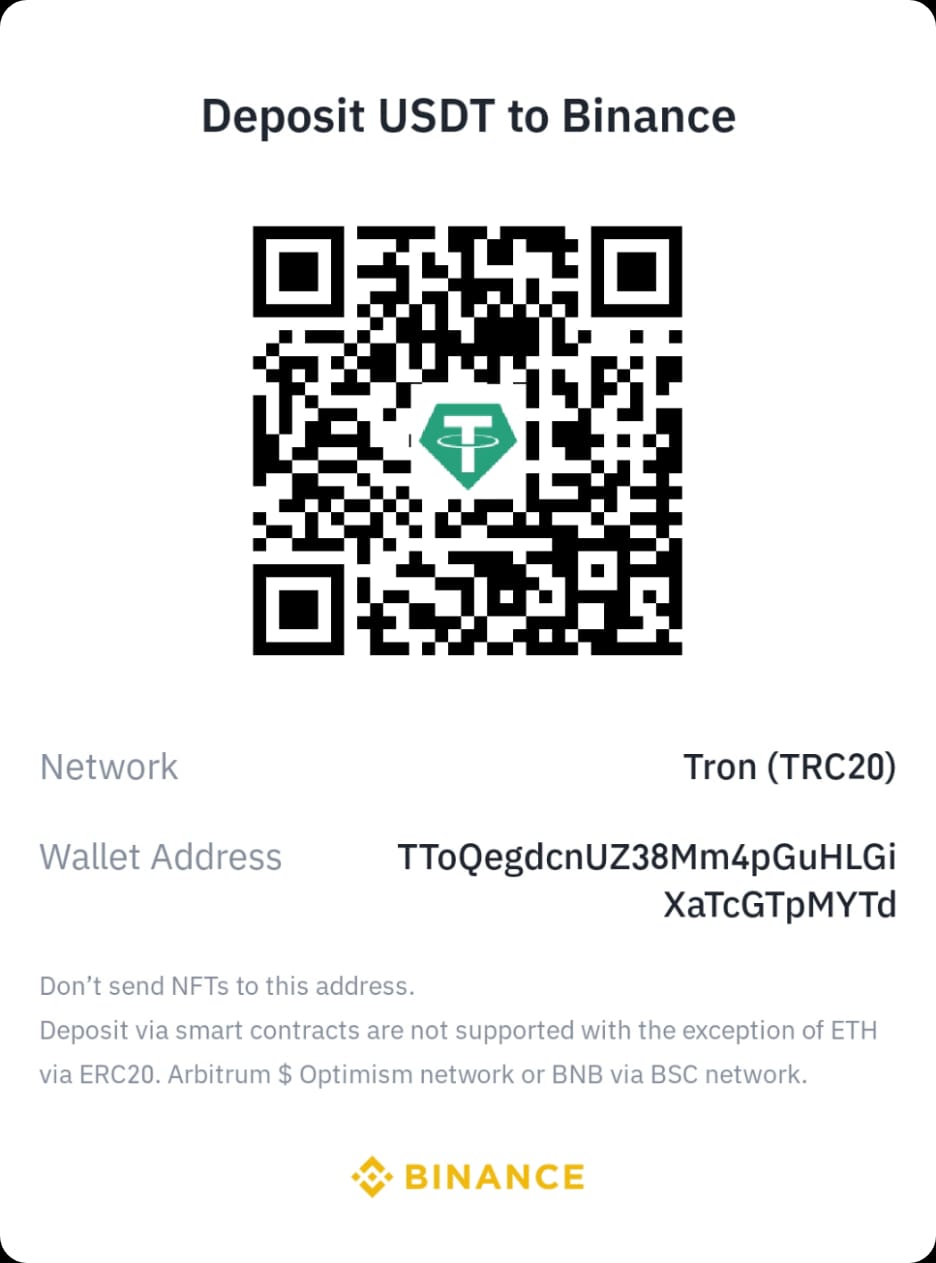 Deposit USDT to Binance
Network
Tron (TRC20)
Wallet Address
TToQegdcnUZ38Mm4pGuHLGi
XaTcGTpMYTd
Don’t send NFTs to this address.
Deposit via smart contracts are not supported with the exception of ETH
via ERC20. Arbitrum $ Optimism network or BNB via BSC network.
BINANCE